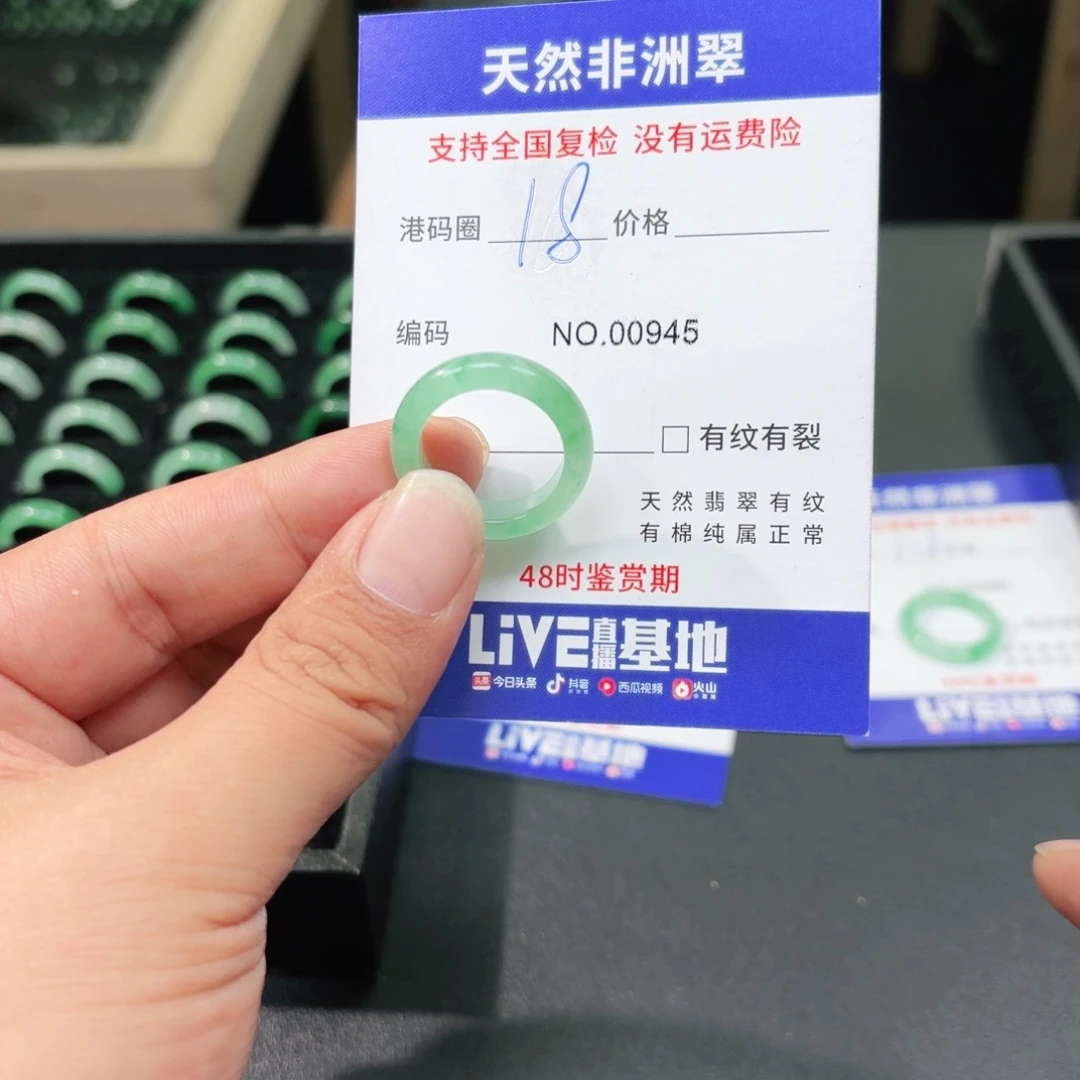 天然非洲翠
支持全国复检 没有运费险
港码圈 18 价格
编码 NO.00945
有纹有裂
天然翡翠有纹
有棉纯属正常
48时鉴赏期
LiVE直播基地
今日头条 抖音 西瓜视频 火山